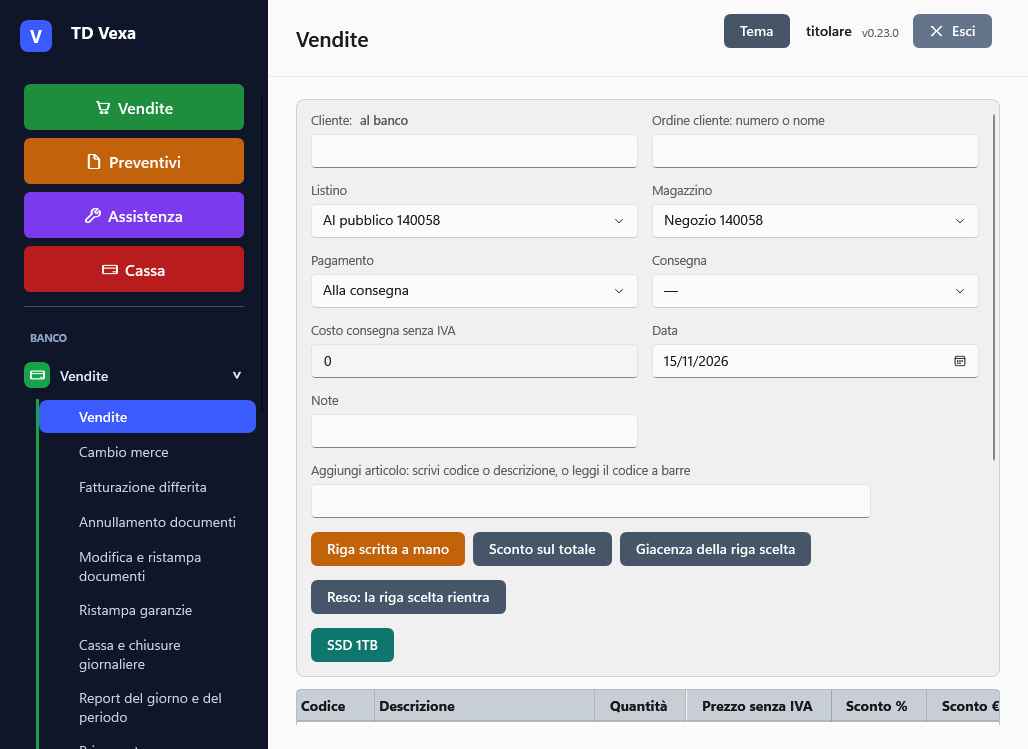 V TD Vexa
Vendite
Preventivi
Assistenza
Cassa
BANCO
Vendite
Vendite
Cambio merce
Fatturazione differita
Annullamento documenti
Modifica e ristampa
documenti
Ristampa garanzie
Cassa e chiusure
giornaliere
Report del giorno e del
periodo
Vendite
Tema
titolare v0.23.0
Esci
Cliente: al banco
Ordine cliente: numero o nome
Listino
Magazzino
Al pubblico 140058
Negozio 140058
Pagamento
Consegna
Alla consegna
—
Costo consegna senza IVA
Data
0
15/11/2026
Note
Aggiungi articolo: scrivi codice o descrizione, o leggi il codice a barre
Riga scritta a mano
Sconto sul totale
Giacenza della riga scelta
Reso: la riga scelta rientra
SSD 1TB
Codice Descrizione Quantità Prezzo senza IVA Sconto % Sconto €